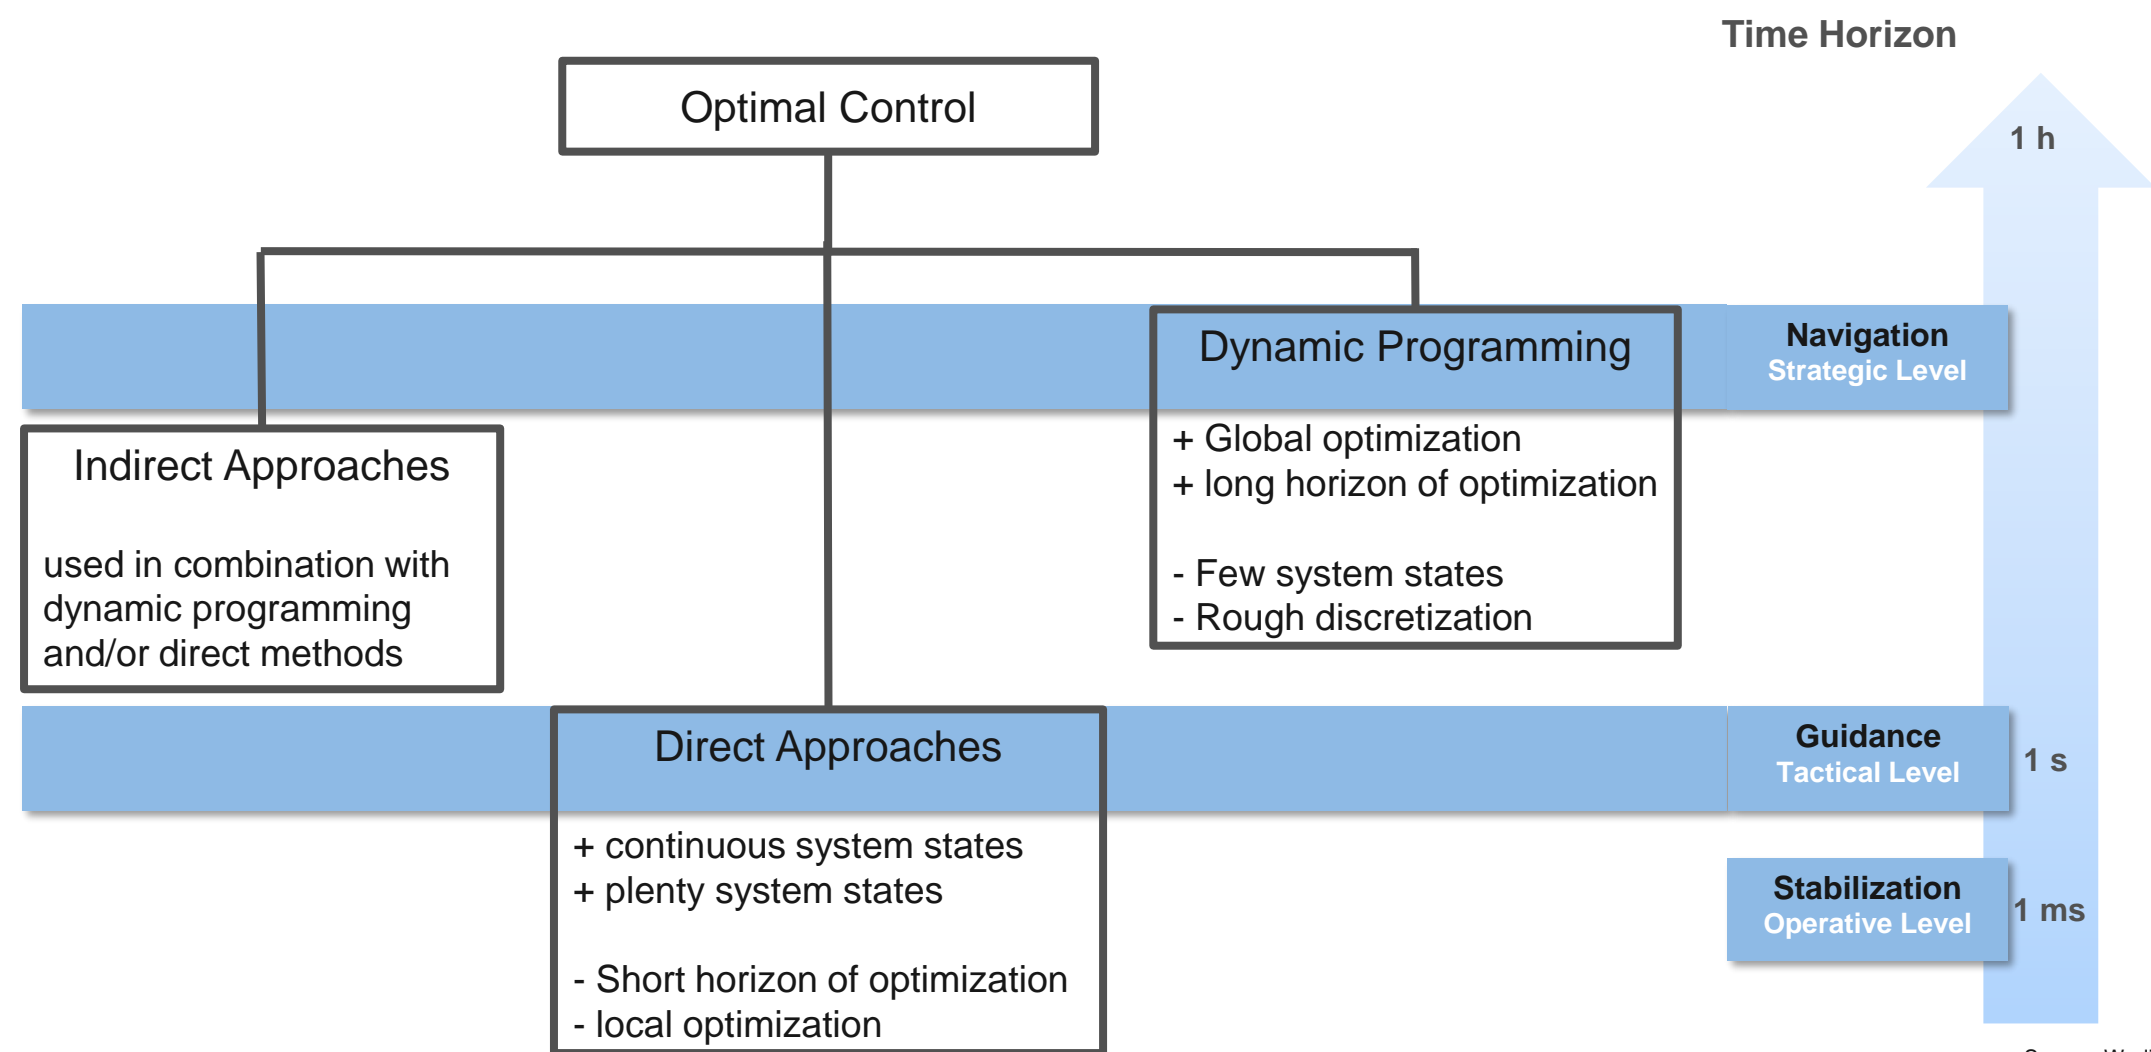 Time Horizon
Optimal Control
1 h
Dynamic Programming
Navigation
Strategic Level
+ Global optimization
+ long horizon of optimization
- Few system states
- Rough discretization
Indirect Approaches
used in combination with
dynamic programming
and/or direct methods
Direct Approaches
Guidance
Tactical Level
1 s
+ continuous system states
+ plenty system states
- Short horizon of optimization
- local optimization
Stabilization
Operative Level
1 ms